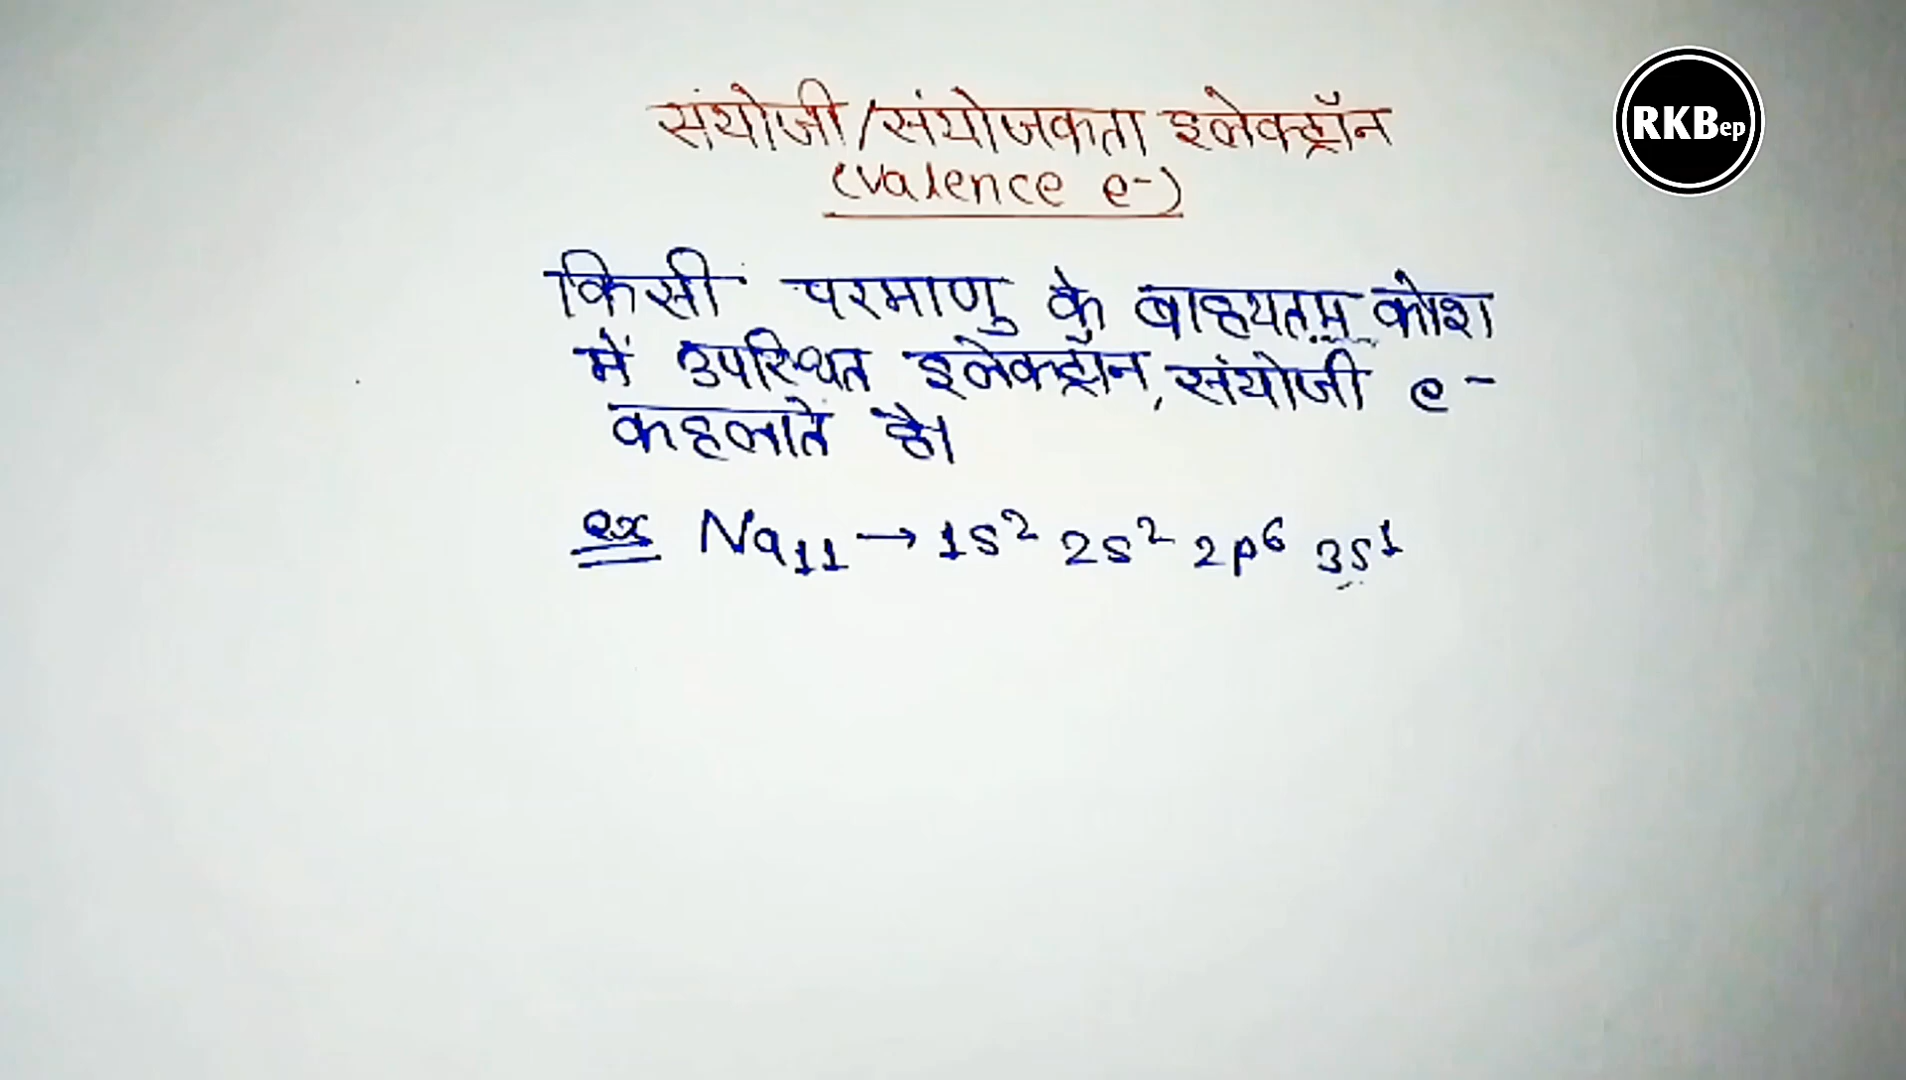 संयोजी/संयोजकता इलेक्ट्रॉन
(valence e-)
किसी परमाणु के बाह्यतम कोश
में उपस्थित इलेक्ट्रॉन, संयोजी e-
कहलाते है।
ex Na₁₁ → 1s² 2s² 2p⁶ 3s¹
RKBep